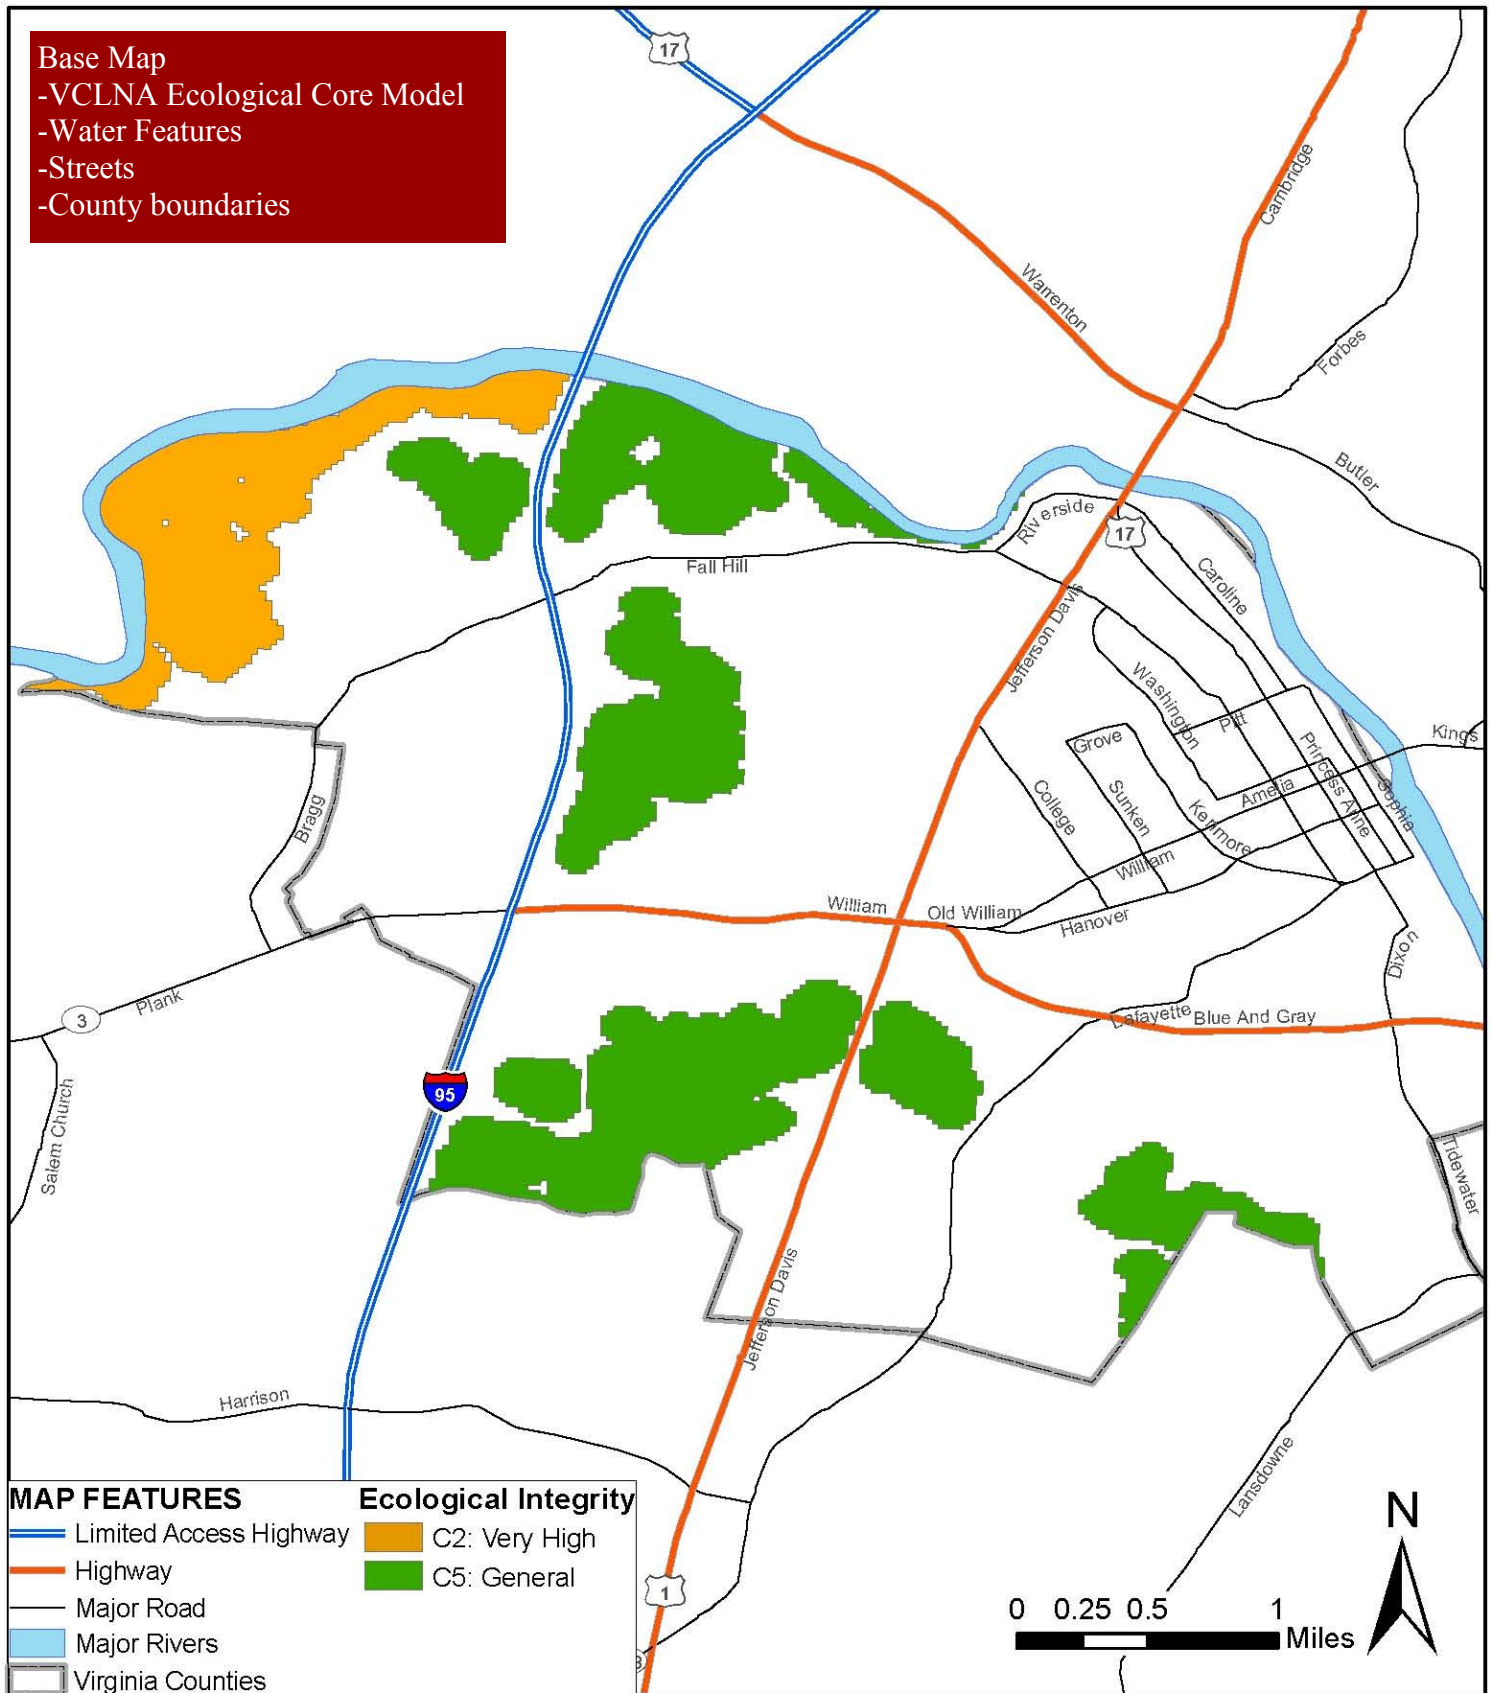 Base Map
-VCLNA Ecological Core Model
-Water Features
-Streets
-County boundaries
17
Cambridge
Warrenton
Forbes
Butler
Riverside
17
Fall Hill
Caroline
Jefferson Davis
Washington
Pitt
Grove
Kings
Princess Anne
Sophia
College
Sunken
Kenmore
Amelia
Bragg
William
William
Old William
Hanover
Dixon
Plank
3
Lafayette
Blue And Gray
95
Salem Church
Tidewater
Jefferson Davis
Harrison
Lansdowne
1
MAP FEATURES
Limited Access Highway
Highway
Major Road
Major Rivers
Virginia Counties
Ecological Integrity
C2: Very High
C5: General
N
0 0.25 0.5 1
Miles